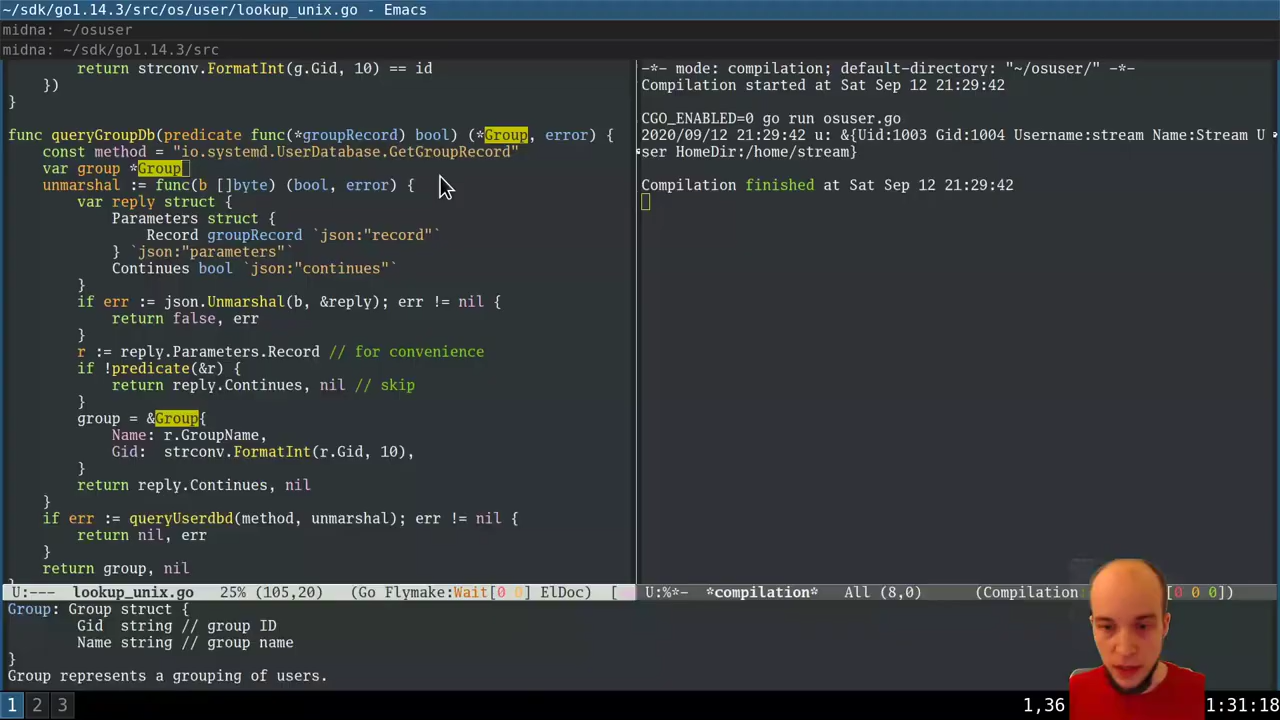 ~/sdk/go1.14.3/src/os/user/lookup_unix.go - Emacs
midna: ~/osuser
midna: ~/sdk/go1.14.3/src
return strconv.FormatInt(g.Gid, 10) == id
})
}
func queryGroupDb(predicate func(*groupRecord) bool) (*Group, error) {
const method = "io.systemd.UserDatabase.GetGroupRecord"
var group *Group
unmarshal := func(b []byte) (bool, error) {
var reply struct {
Parameters struct {
Record groupRecord `json:"record"`
} `json:"parameters"`
Continues bool `json:"continues"`
}
if err := json.Unmarshal(b, &reply); err != nil {
return false, err
}
r := reply.Parameters.Record // for convenience
if !predicate(&r) {
return reply.Continues, nil // skip
}
group = &Group{
Name: r.GroupName,
Gid:  strconv.FormatInt(r.Gid, 10),
}
return reply.Continues, nil
}
if err := queryUserdbd(method, unmarshal); err != nil {
return nil, err
}
return group, nil
U:---  lookup_unix.go   25% (105,20)   (Go Flymake:Wait[0 0] ElDoc)  [
-*- mode: compilation; default-directory: "~/osuser/" -*-
Compilation started at Sat Sep 12 21:29:42
CGO_ENABLED=0 go run osuser.go
2020/09/12 21:29:42 u: &{Uid:1003 Gid:1004 Username:stream Name:Stream U
ser HomeDir:/home/stream}
Compilation finished at Sat Sep 12 21:29:42
U:%*-  *compilation*   All (8,0)      (Compilation: [0 0 0])
Group: Group struct {
Gid  string // group ID
Name string // group name
}
Group represents a grouping of users.
1 2 3
1,36
1:31:18